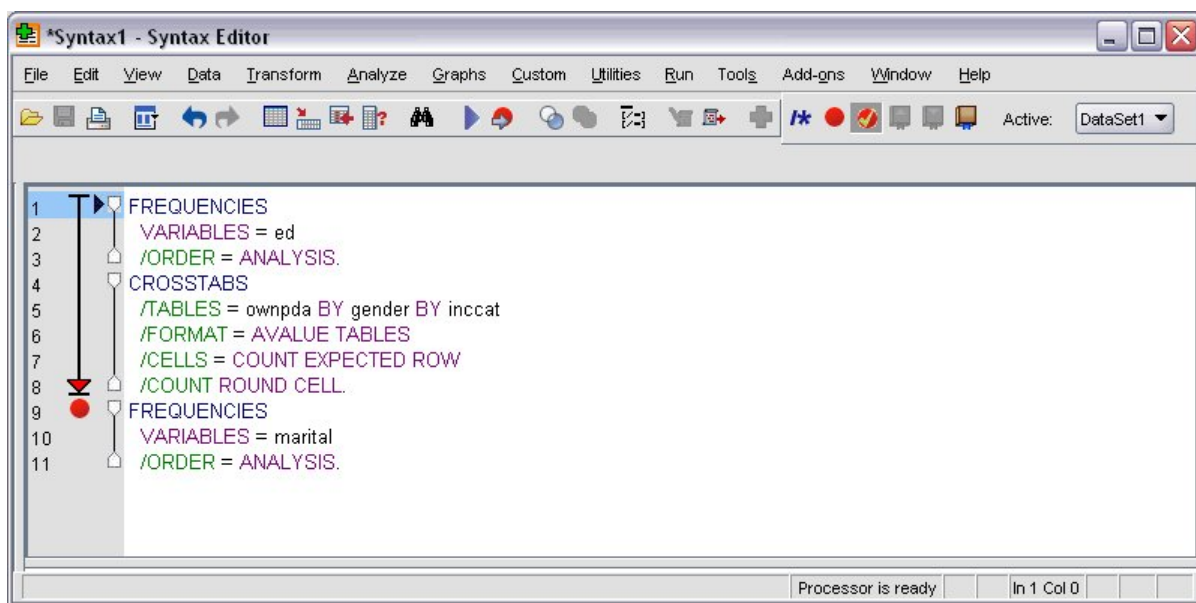 *Syntax1 - Syntax Editor
File Edit View Data Transform Analyze Graphs Custom Utilities Run Tools Add-ons Window Help
Active: DataSet1
1 FREQUENCIES
2 VARIABLES = ed
3 /ORDER = ANALYSIS.
4 CROSSTABS
5 /TABLES = ownpda BY gender BY inccat
6 /FORMAT = AVALUE TABLES
7 /CELLS = COUNT EXPECTED ROW
8 /COUNT ROUND CELL.
9 FREQUENCIES
10 VARIABLES = marital
11 /ORDER = ANALYSIS.
Processor is ready In 1 Col 0